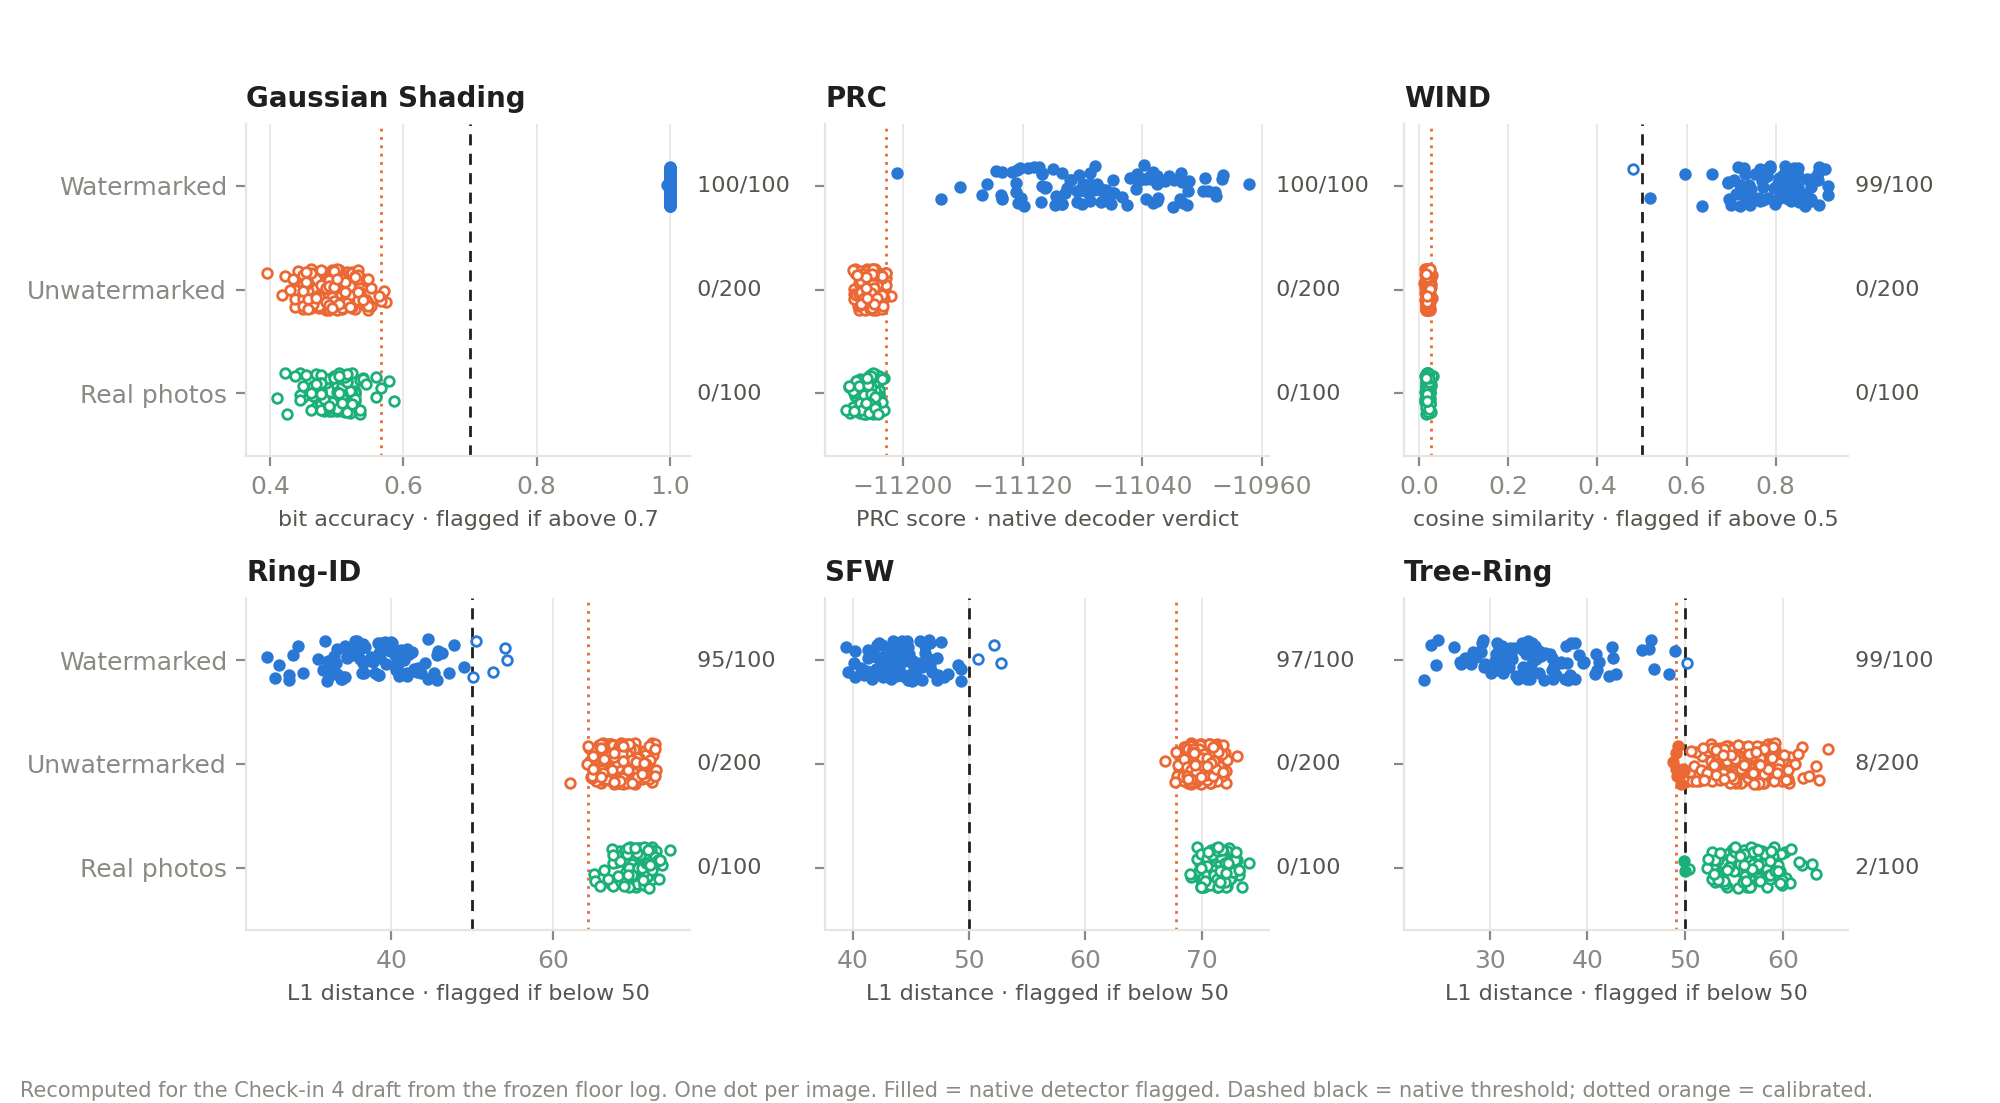 Gaussian Shading
PRC
WIND
Watermarked
100/100
100/100
99/100
Unwatermarked
0/200
0/200
0/200
Real photos
0/100
0/100
0/100
0.4 0.6 0.8 1.0
−11200 −11120 −11040 −10960
0.0 0.2 0.4 0.6 0.8
bit accuracy · flagged if above 0.7
PRC score · native decoder verdict
cosine similarity · flagged if above 0.5
Ring-ID
SFW
Tree-Ring
Watermarked
95/100
97/100
99/100
Unwatermarked
0/200
0/200
8/200
Real photos
0/100
0/100
2/100
40 60
40 50 60 70
30 40 50 60
L1 distance · flagged if below 50
L1 distance · flagged if below 50
L1 distance · flagged if below 50
Recomputed for the Check-in 4 draft from the frozen floor log. One dot per image. Filled = native detector flagged. Dashed black = native threshold; dotted orange = calibrated.